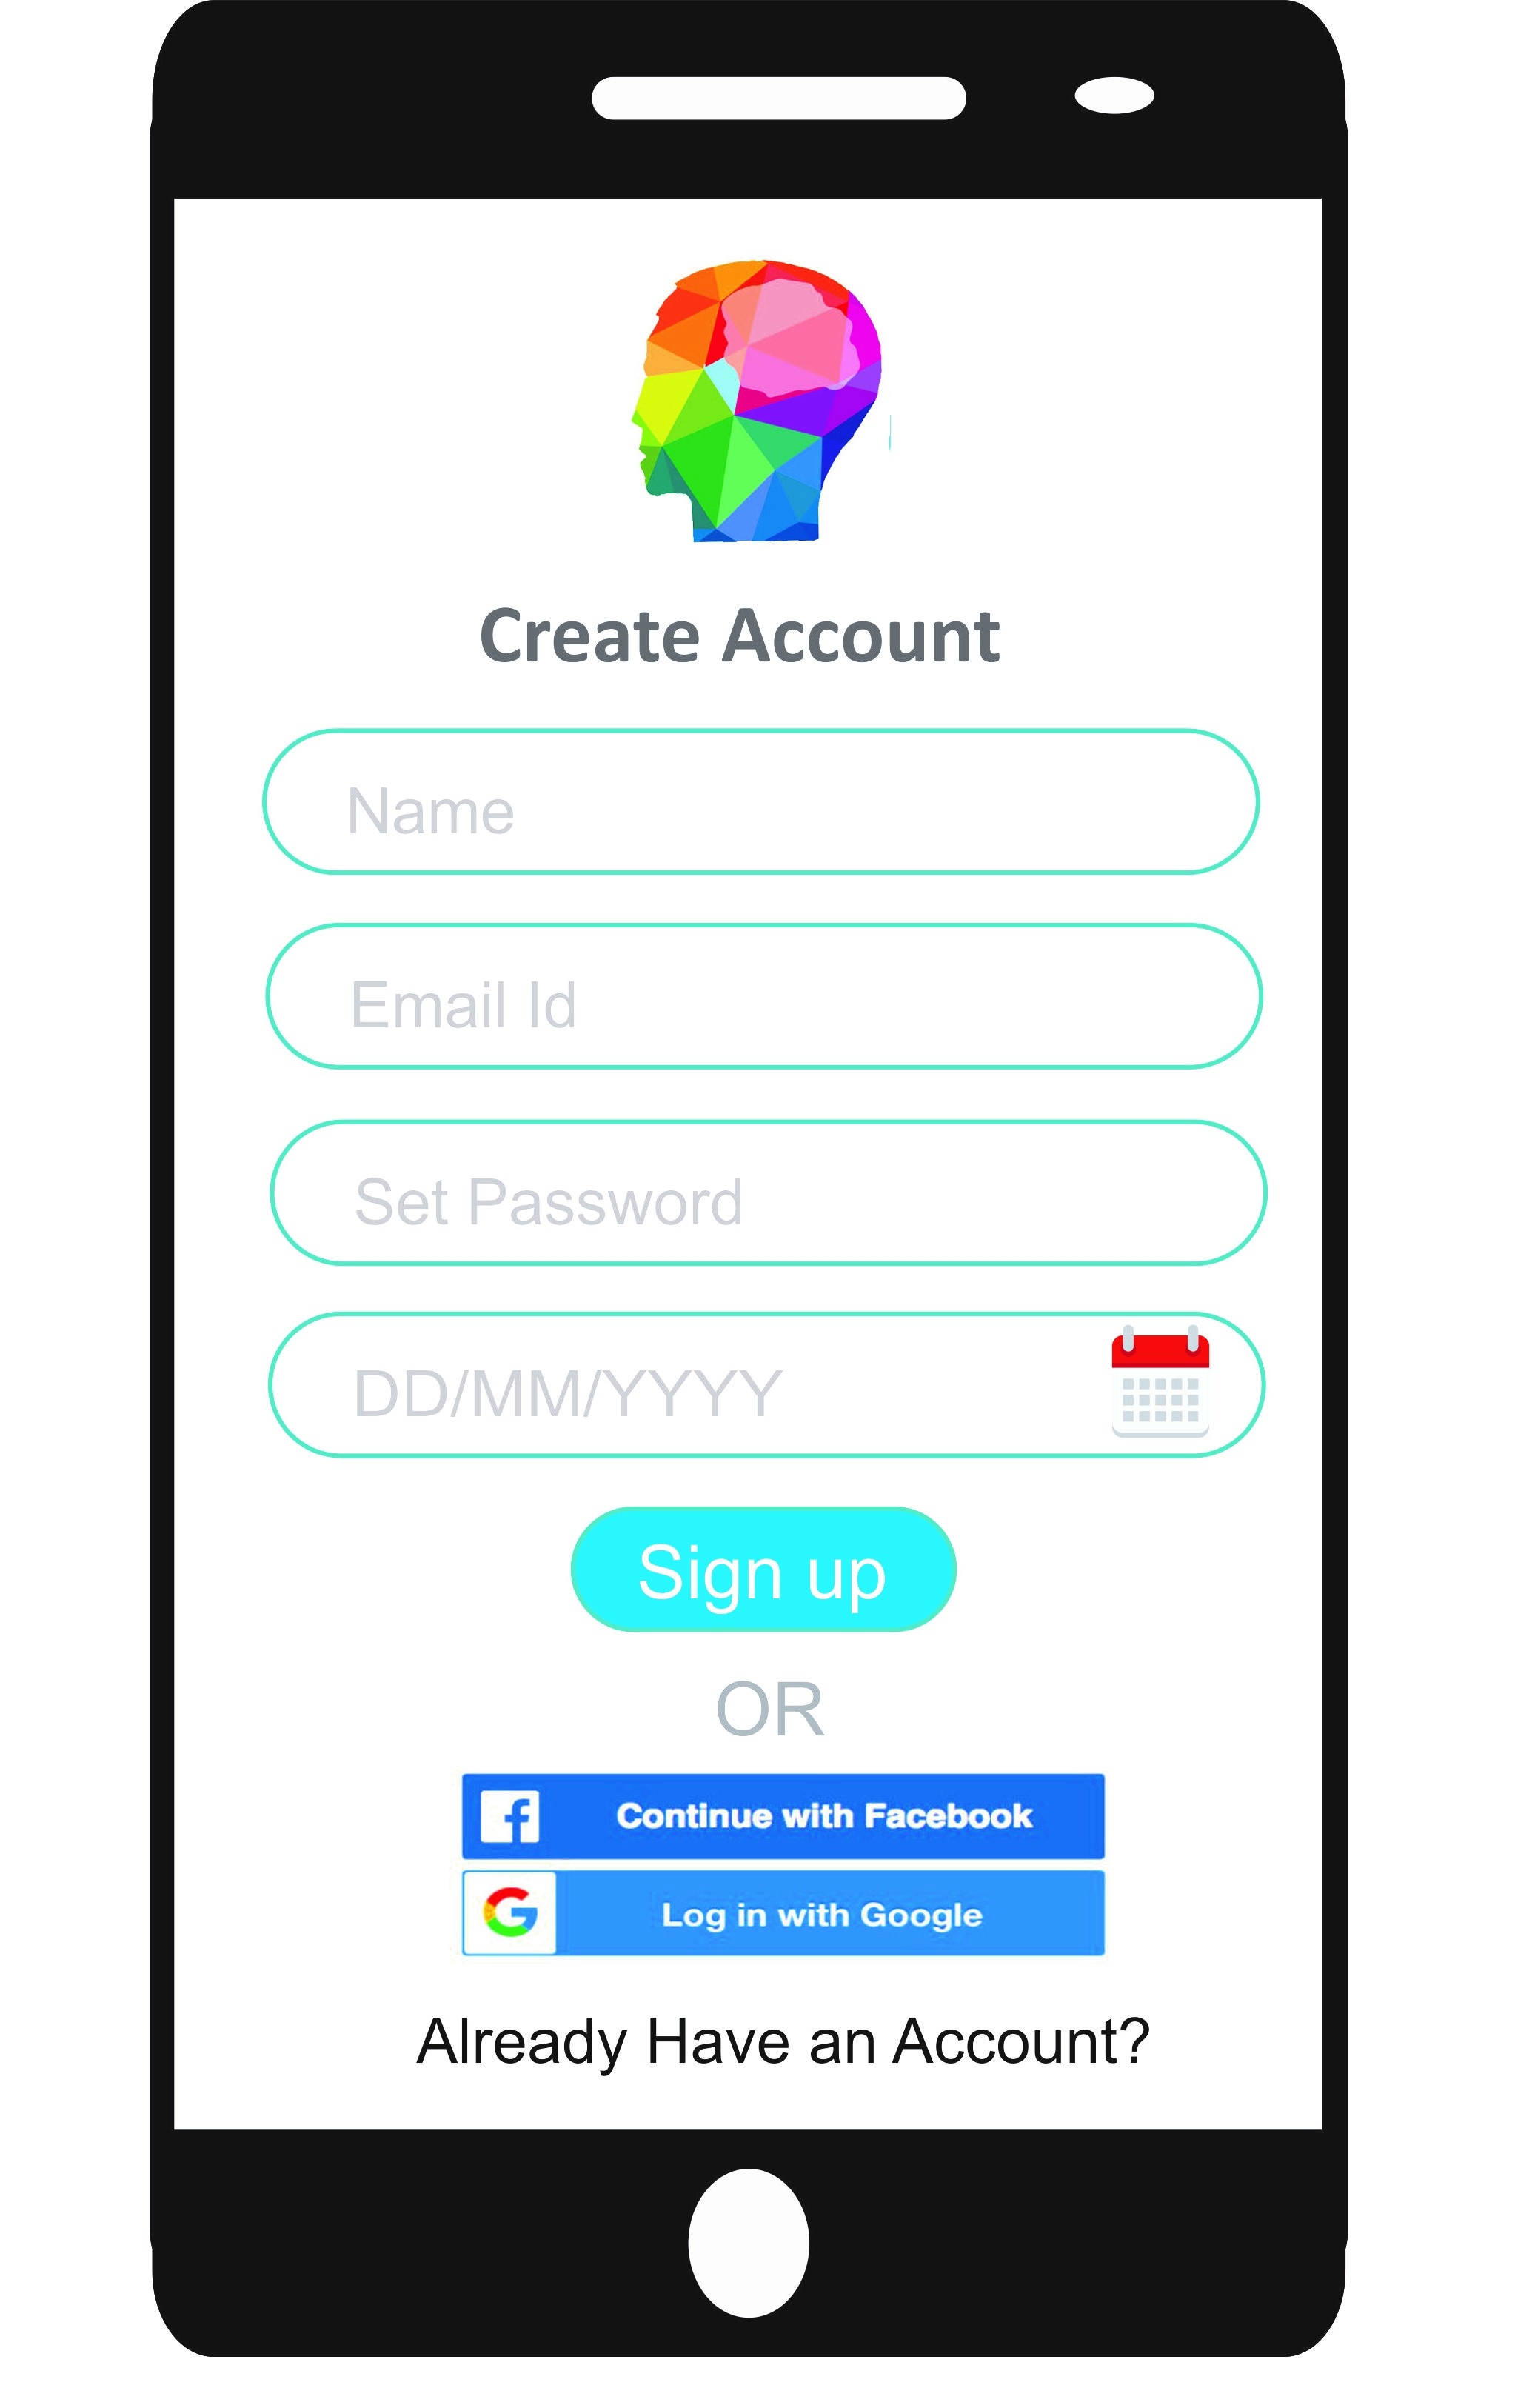 Create Account
Name
Email Id
Set Password
DD/MM/YYYY
Sign up
OR
Continue with Facebook
Log in with Google
Already Have an Account?